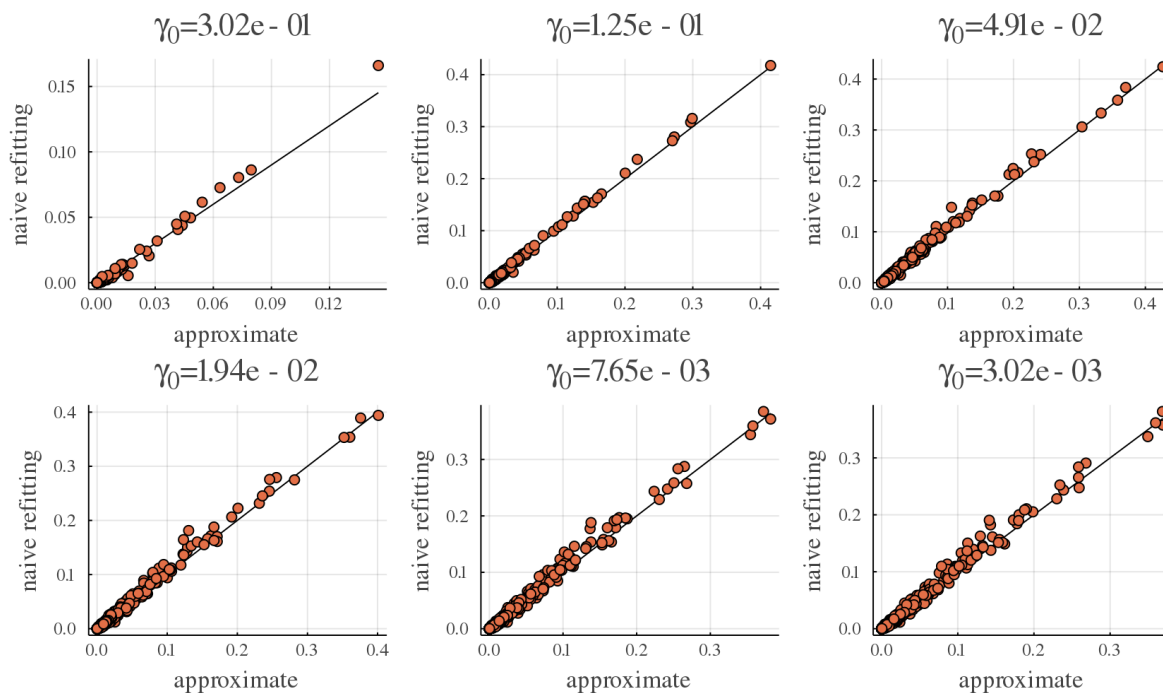 γ₀=3.02e - 01
γ₀=1.25e - 01
γ₀=4.91e - 02
naive refitting
0.15
0.10
0.05
0.00
0.00 0.03 0.06 0.09 0.12
approximate
naive refitting
0.4
0.3
0.2
0.1
0.0
0.0 0.1 0.2 0.3 0.4
approximate
naive refitting
0.4
0.3
0.2
0.1
0.0
0.0 0.1 0.2 0.3 0.4
approximate
γ₀=1.94e - 02
γ₀=7.65e - 03
γ₀=3.02e - 03
naive refitting
0.4
0.3
0.2
0.1
0.0
0.0 0.1 0.2 0.3 0.4
approximate
naive refitting
0.3
0.2
0.1
0.0
0.0 0.1 0.2 0.3
approximate
naive refitting
0.3
0.2
0.1
0.0
0.0 0.1 0.2 0.3
approximate